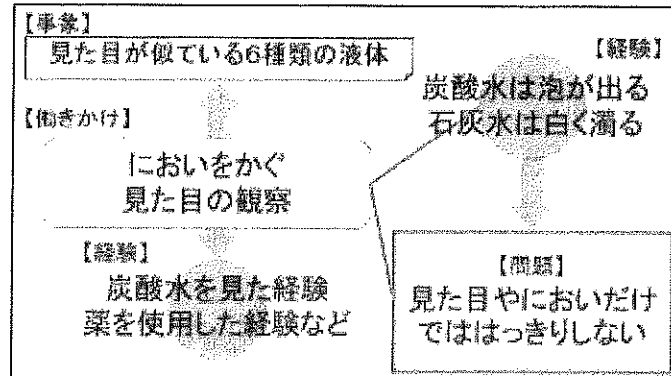 【事象】
見た目が似ている6種類の液体
【働きかけ】
においをかぐ
見た目の観察
【経験】
炭酸水を見た経験
薬を使用した経験など
【経験】
炭酸水は泡が出る
石灰水は白く濁る
【問題】
見た目やにおいだけ
でははっきりしない